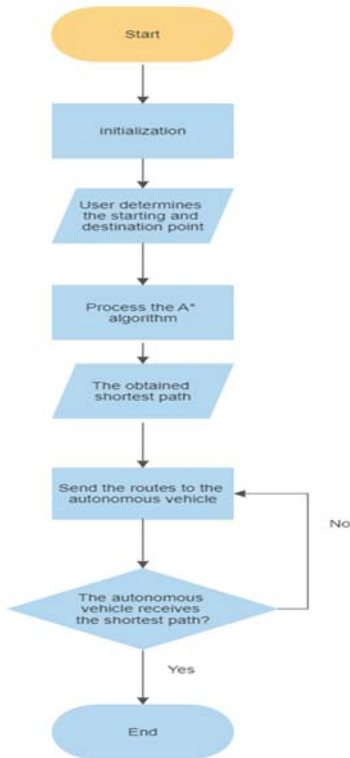 Start
initialization
User determines
the starting and
destination point
Process the A*
algorithm
The obtained
shortest path
Send the routes to the
autonomous vehicle
No
The autonomous
vehicle receives
the shortest path?
Yes
End